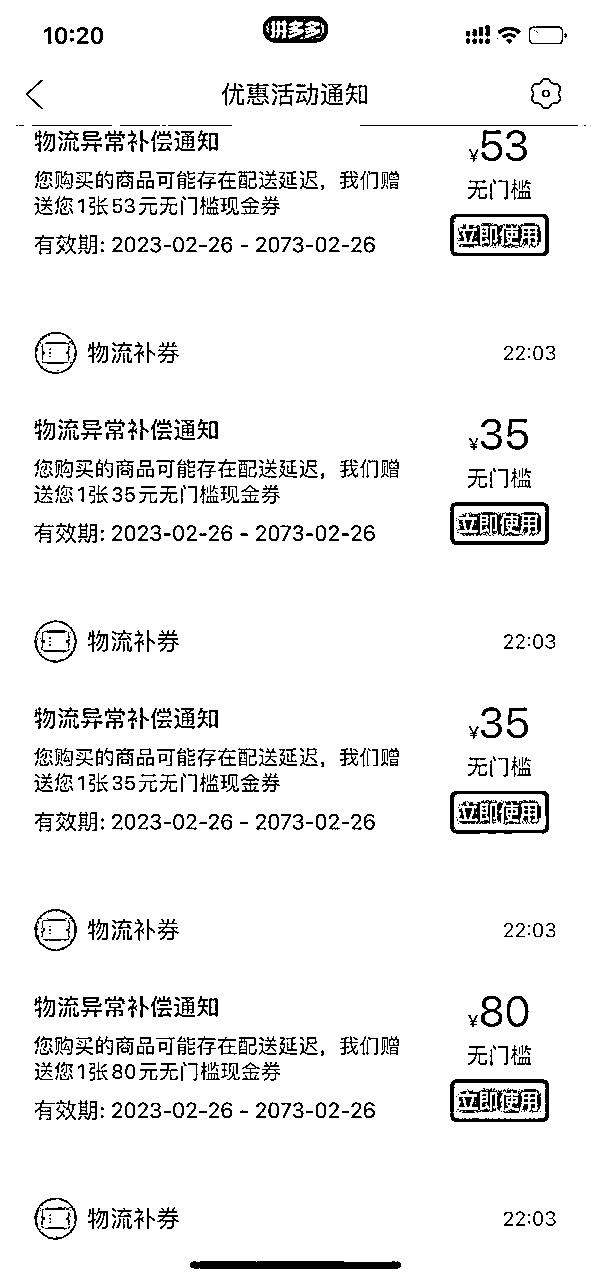 10:20
拼多多
优惠活动通知
物流异常补偿通知
¥53
您购买的商品可能存在配送延迟，我们赠
送您1张53元无门槛现金券
无门槛
有效期: 2023-02-26 - 2073-02-26
立即使用
物流补券
22:03
物流异常补偿通知
¥35
您购买的商品可能存在配送延迟，我们赠
送您1张35元无门槛现金券
无门槛
有效期: 2023-02-26 - 2073-02-26
立即使用
物流补券
22:03
物流异常补偿通知
¥35
您购买的商品可能存在配送延迟，我们赠
送您1张35元无门槛现金券
无门槛
有效期: 2023-02-26 - 2073-02-26
立即使用
物流补券
22:03
物流异常补偿通知
¥80
您购买的商品可能存在配送延迟，我们赠
送您1张80元无门槛现金券
无门槛
有效期: 2023-02-26 - 2073-02-26
立即使用
物流补券
22:03